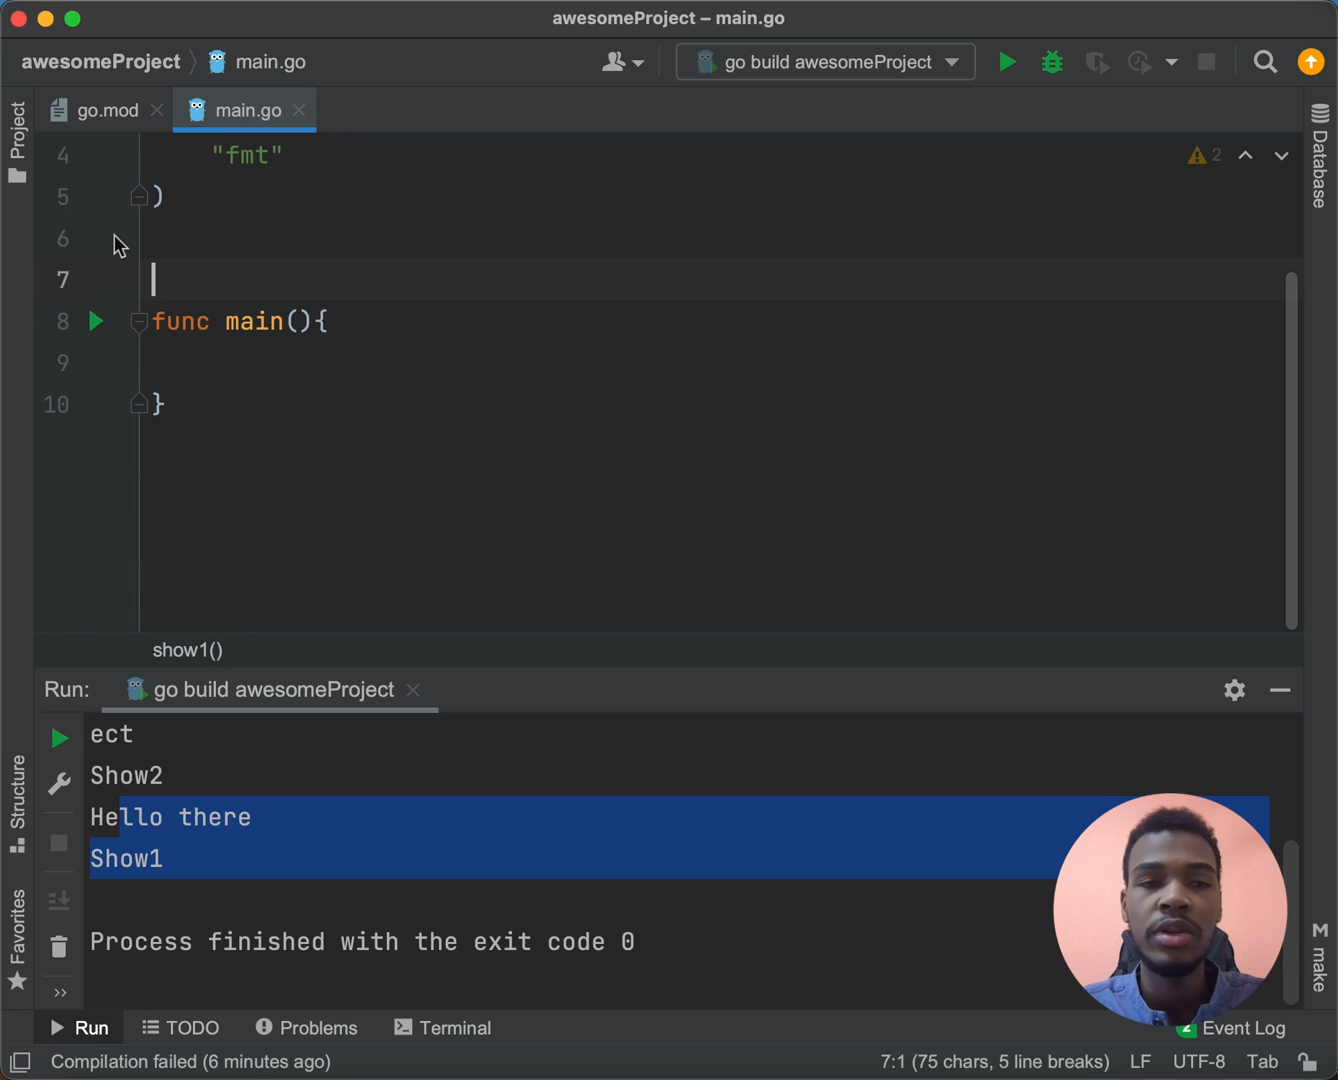 awesomeProject – main.go
awesomeProject main.go
go build awesomeProject
go.mod main.go
Project
Database
4 "fmt"
2
5 )
6
7
8 func main(){
9
10 }
show1()
Run: go build awesomeProject
ect
Show2
Hello there
Show1
Process finished with the exit code 0
Structure
Favorites
M make
Run TODO Problems Terminal 2 Event Log
Compilation failed (6 minutes ago) 7:1 (75 chars, 5 line breaks) LF UTF-8 Tab